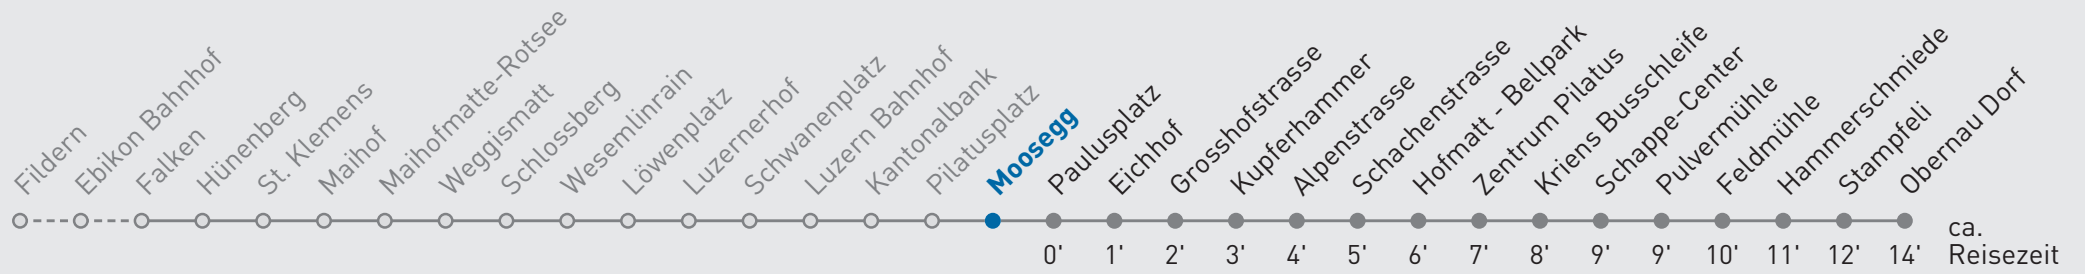 Fildern
Ebikon Bahnhof
Falken
Hünenberg
St. Klemens
Maihof
Maihofmatte-Rotsee
Weggismatt
Schlossberg
Wesemlinrain
Löwenplatz
Luzernerhof
Schwanenplatz
Luzern Bahnhof
Kantonalbank
Pilatusplatz
Moosegg
Paulusplatz
Eichhof
Grosshofstrasse
Kupferhammer
Alpenstrasse
Schachenstrasse
Hofmatt – Bellpark
Zentrum Pilatus
Kriens Busschleife
Schappe-Center
Pulvermühle
Feldmühle
Hammerschmiede
Stampfeli
Obernau Dorf
0' 1' 2' 3' 4' 5' 6' 7' 8' 9' 9' 10' 11' 12' 14'
ca.
Reisezeit